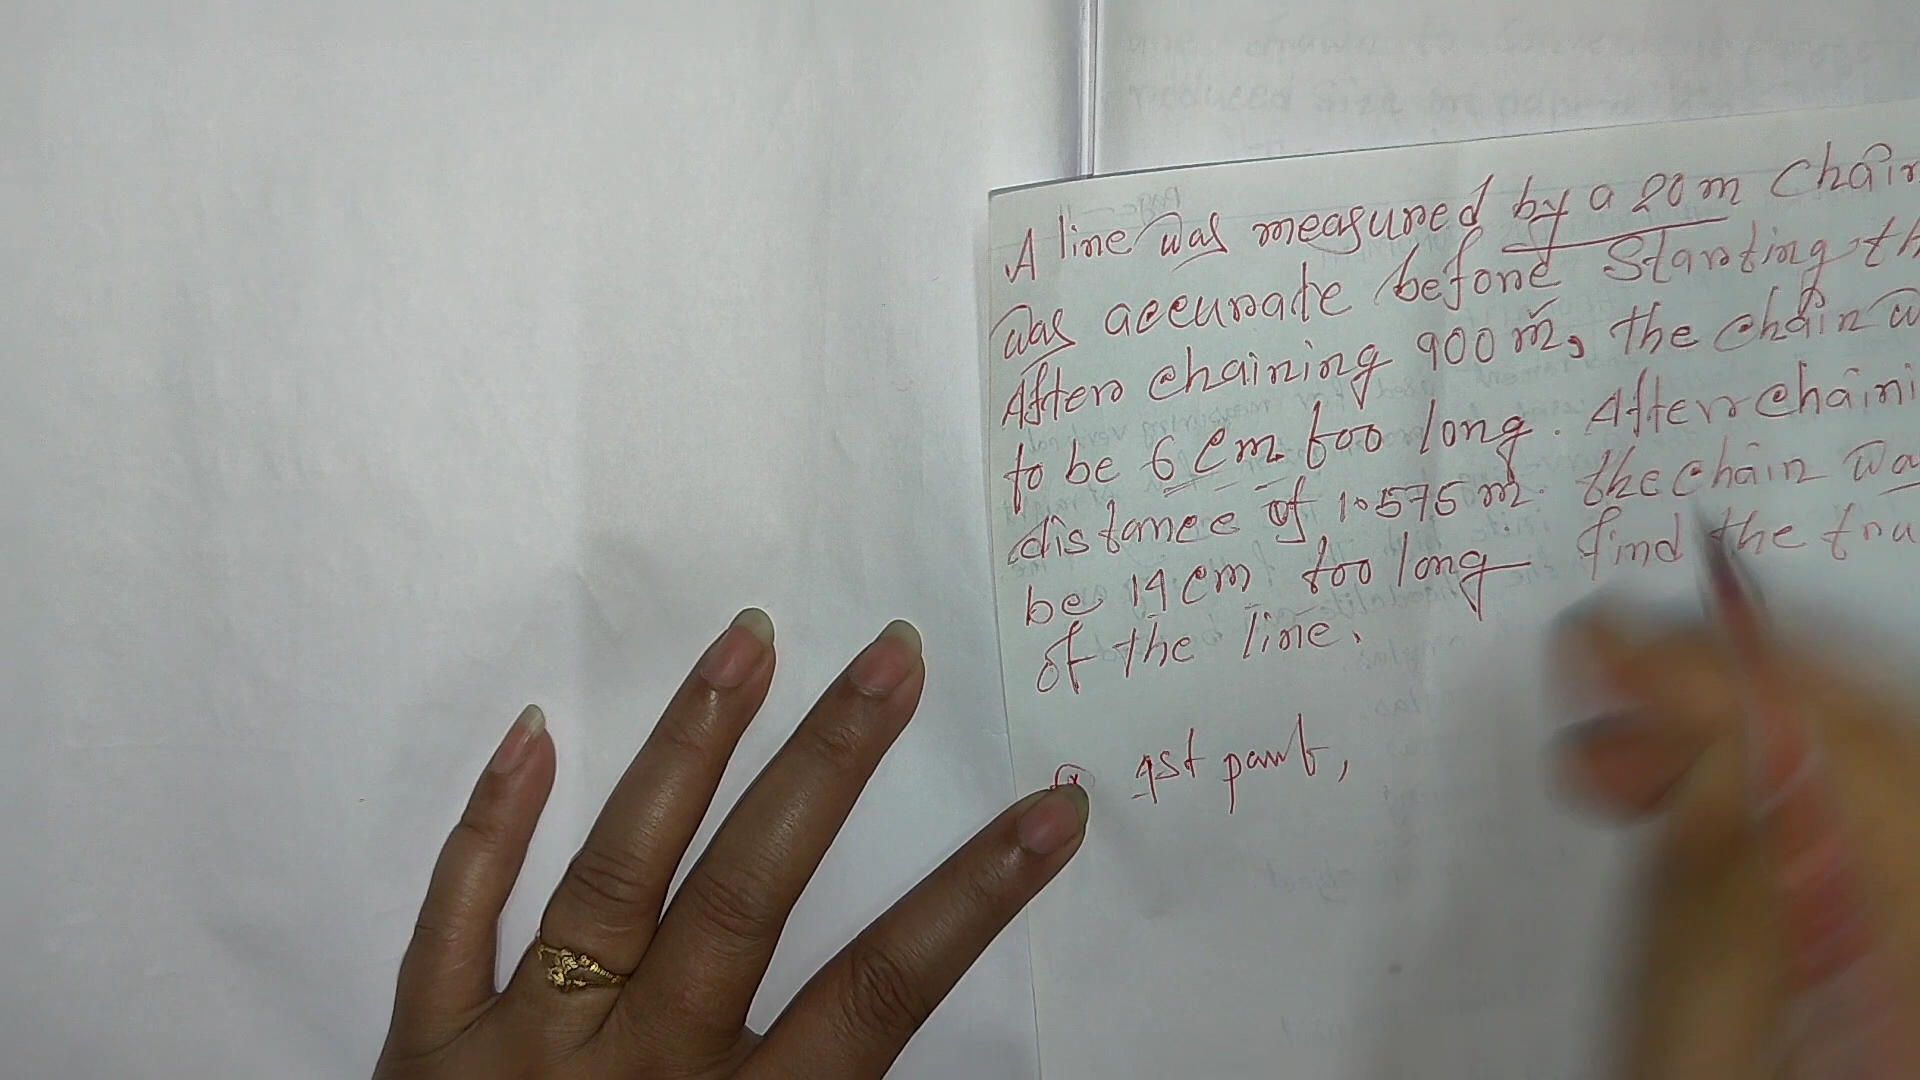 A line was measured by a 20m chain
was accurate before starting th
After chaining 900 m, the chain w
to be 6 cm too long. After chaini
distance of 1.575 m. the chain wa
be 14 cm too long find the tru
of the line.
1st part,